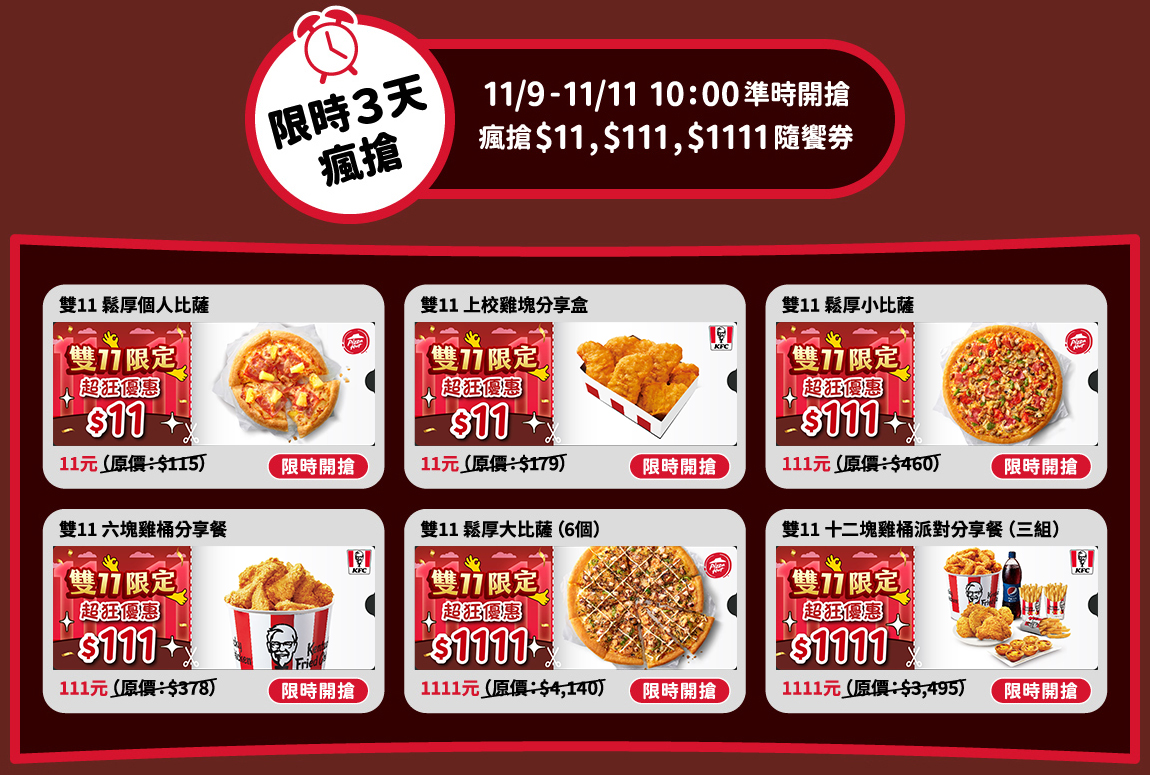 限時3天
瘋搶
11/9-11/11 10:00準時開搶
瘋搶$11,$111,$1111隨饗券
雙11 鬆厚個人比薩
雙11限定
超狂優惠
$11
Pizza Hut
11元 (原價:$115)
限時開搶
雙11 上校雞塊分享盒
雙11限定
超狂優惠
$11
KFC
11元 (原價:$179)
限時開搶
雙11 鬆厚小比薩
雙11限定
超狂優惠
$111
Pizza Hut
111元 (原價:$460)
限時開搶
雙11 六塊雞桶分享餐
雙11限定
超狂優惠
$111
KFC
111元 (原價:$378)
限時開搶
雙11 鬆厚大比薩 (6個)
雙11限定
超狂優惠
$1111
Pizza Hut
1111元 (原價:$4,140)
限時開搶
雙11 十二塊雞桶派對分享餐 (三組)
雙11限定
超狂優惠
$1111
KFC
1111元 (原價:$3,495)
限時開搶